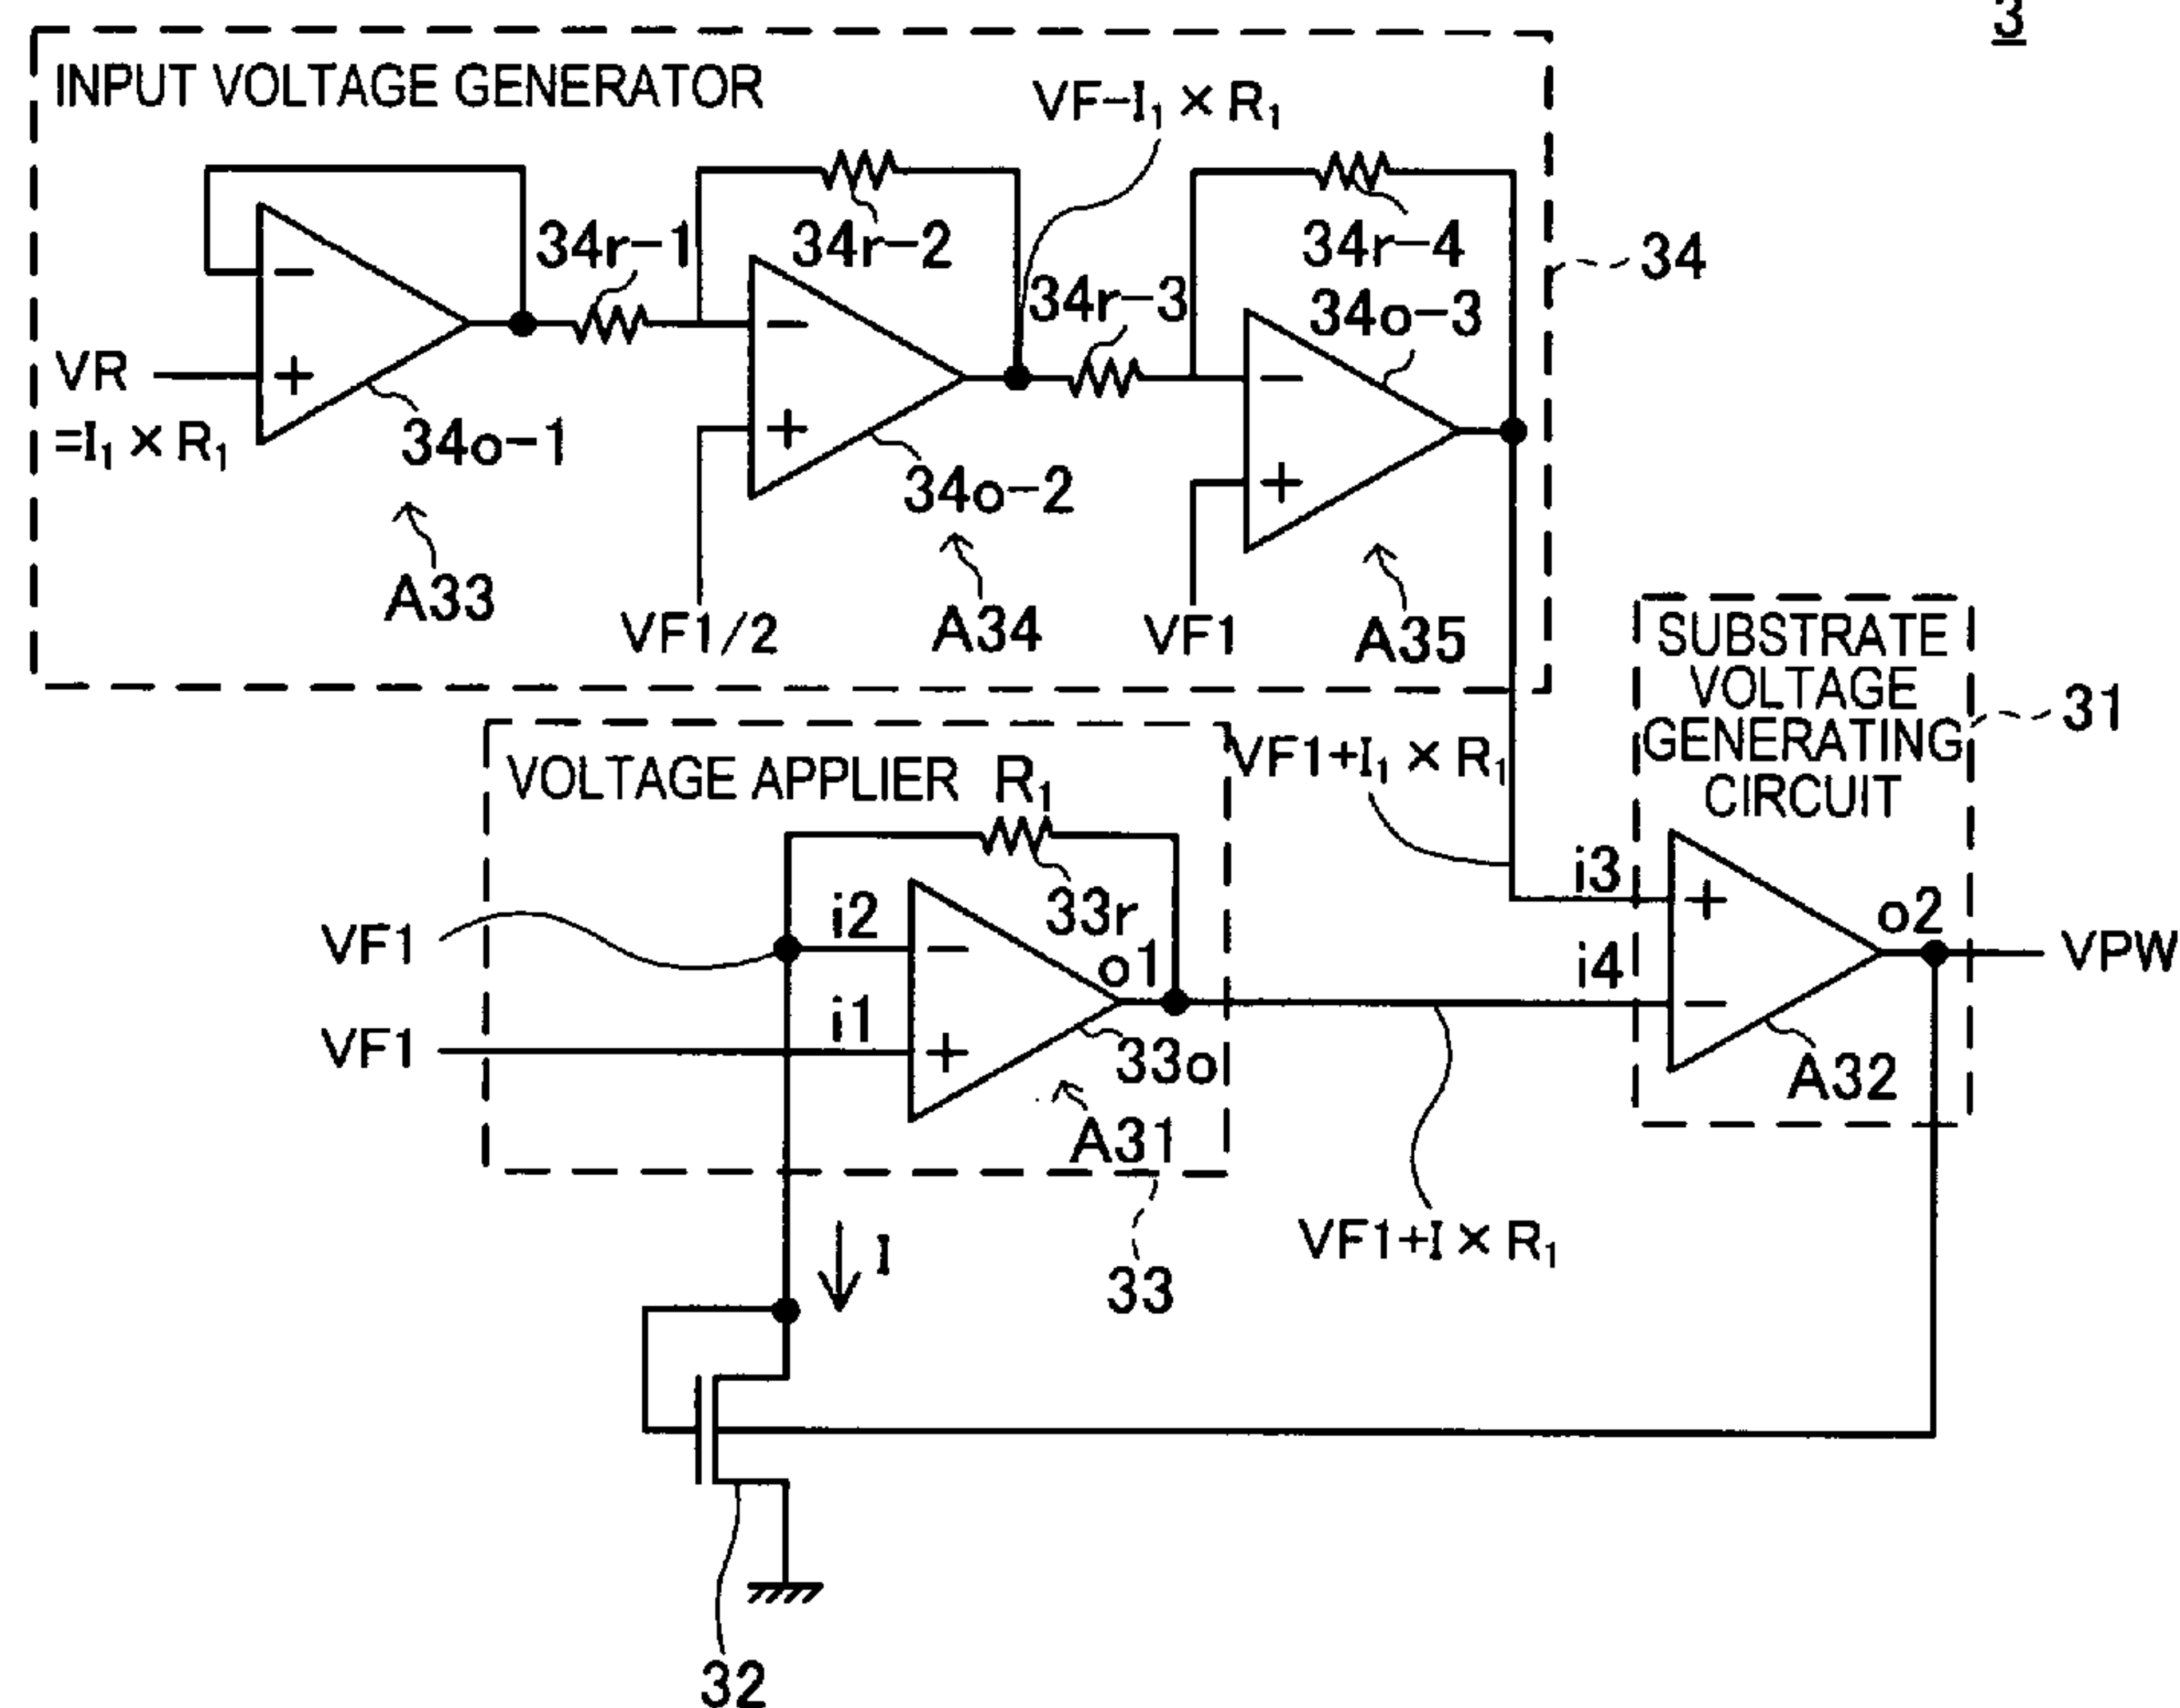 3
INPUT VOLTAGE GENERATOR
VF-I₁ × R₁
34r-1
34r-2
34r-3
34r-4
34o-3
34
VR
=I₁ × R₁
−
+
34o-1
−
+
34o-2
−
+
A33
VF1/2
A34
VF1
A35
SUBSTRATE
VOLTAGE
GENERATING
CIRCUIT
31
VOLTAGE APPLIER
R₁
VF1+I₁ × R₁
33r
i3
+
o2
VPW
VF1
i2
−
o1
i4
−
VF1
i1
+
33o
A32
A31
I
VF1+I × R₁
33
32